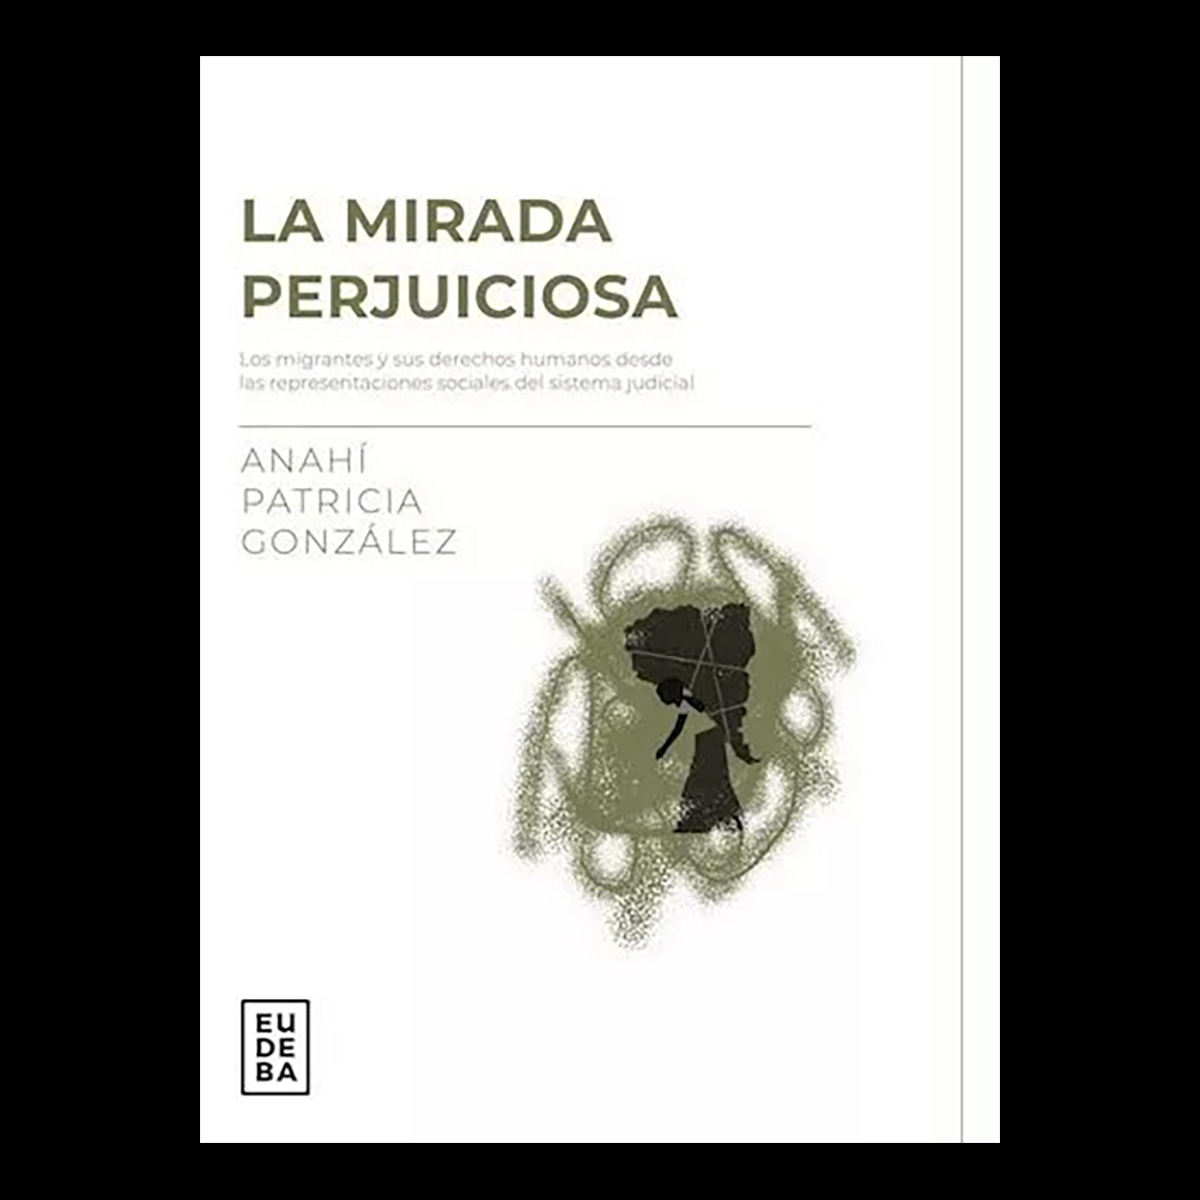 LA MIRADA
PERJUICIOSA
Los migrantes y sus derechos humanos desde
las representaciones sociales del sistema judicial
ANAHÍ
PATRICIA
GONZÁLEZ
EU
DE
BA